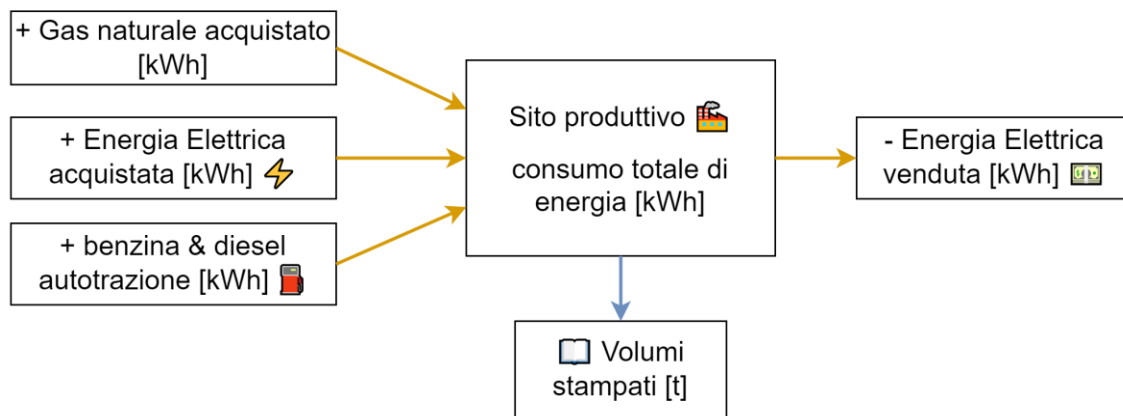 + Gas naturale acquistato
[kWh]
+ Energia Elettrica
acquistata [kWh] ⚡
+ benzina & diesel
autotrazione [kWh] ⛽
Sito produttivo 🏭
consumo totale di
energia [kWh]
- Energia Elettrica
venduta [kWh] 💵
📖 Volumi
stampati [t]